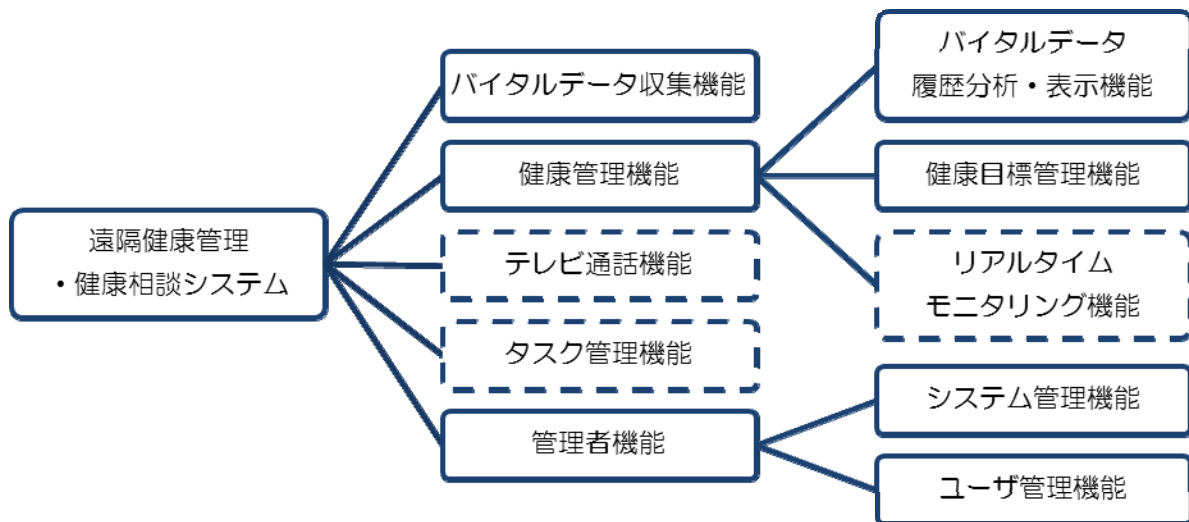 遠隔健康管理
・健康相談システム
バイタルデータ収集機能
健康管理機能
テレビ通話機能
タスク管理機能
管理者機能
バイタルデータ
履歴分析・表示機能
健康目標管理機能
リアルタイム
モニタリング機能
システム管理機能
ユーザ管理機能